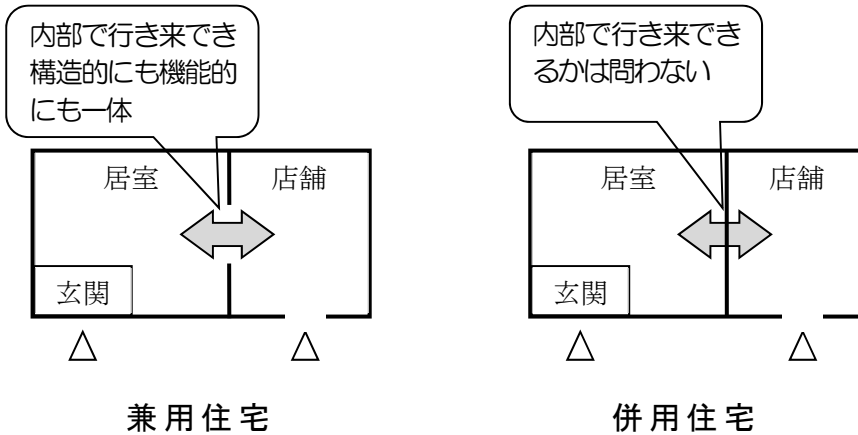 内部で行き来でき
構造的にも機能的
にも一体
居室
店舗
玄関
兼用住宅
内部で行き来でき
るかは問わない
居室
店舗
玄関
併用住宅